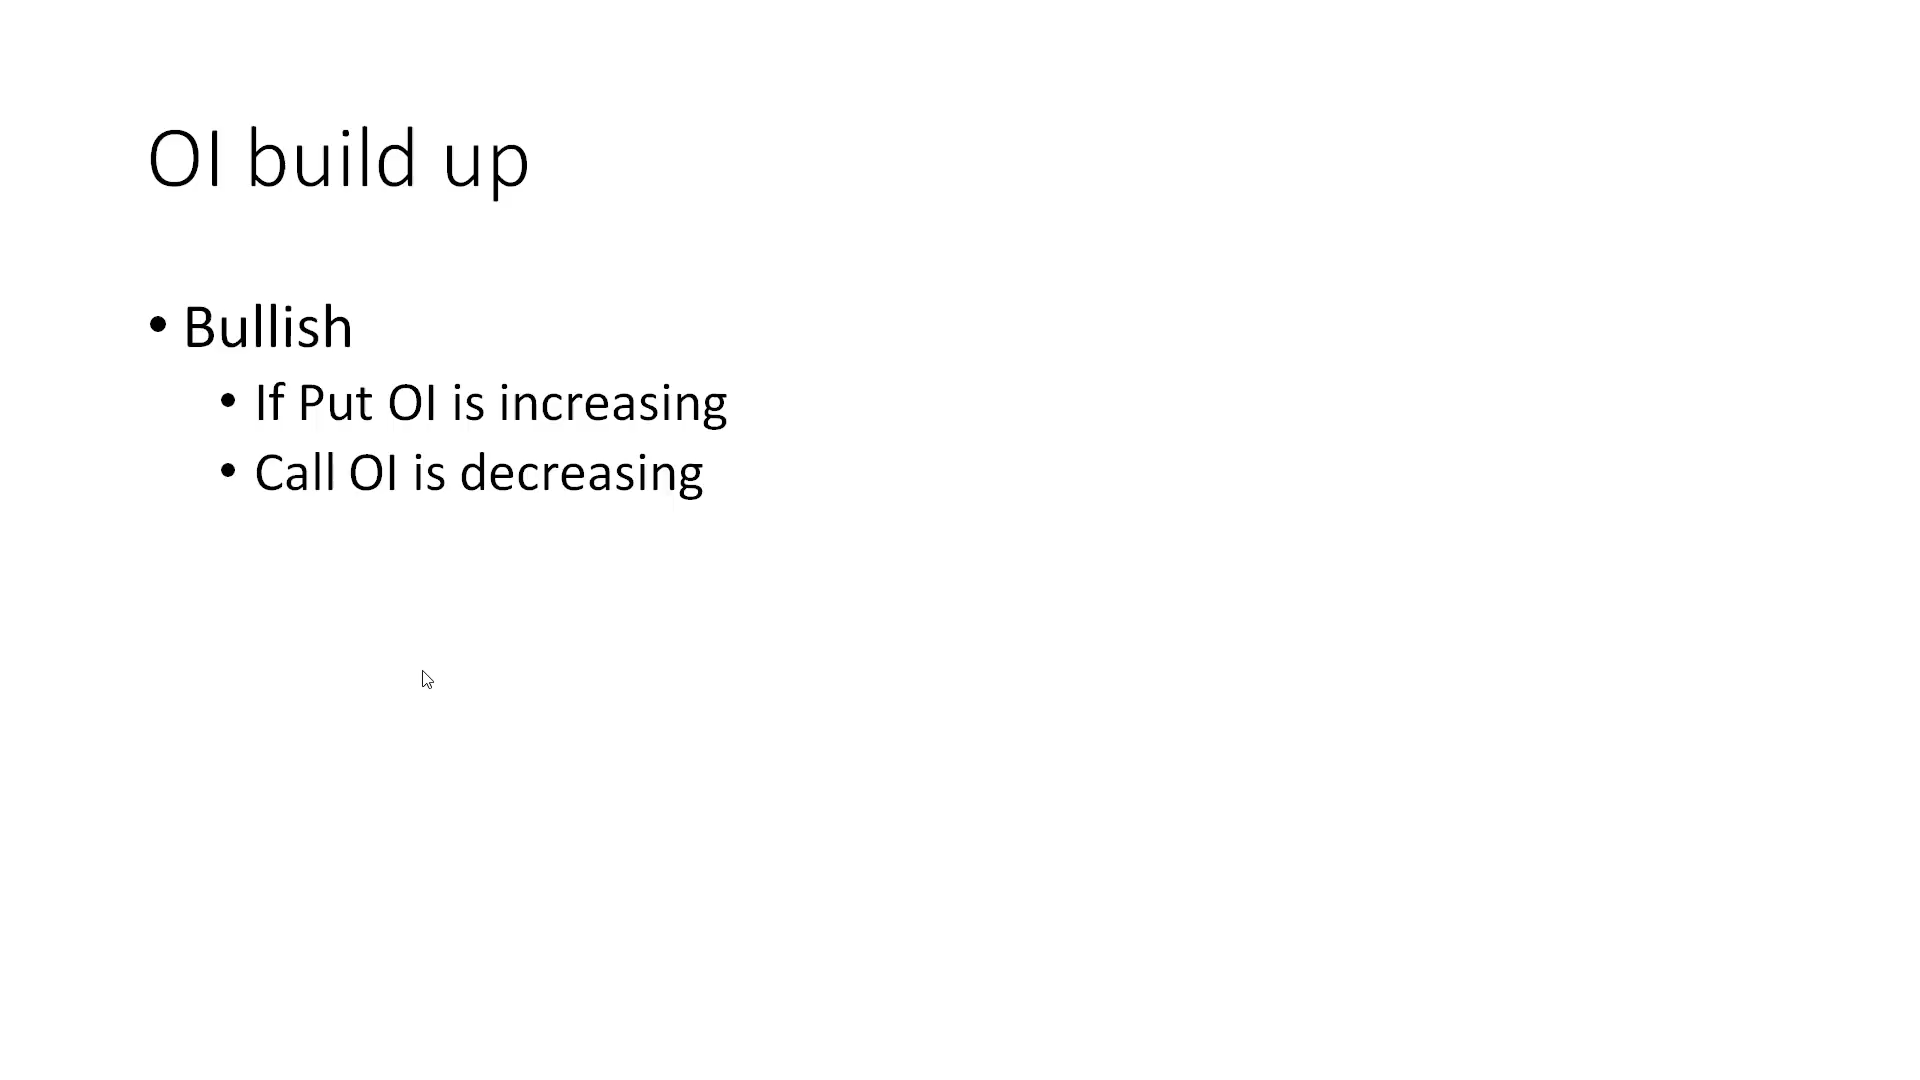 OI build up
• Bullish
• If Put OI is increasing
• Call OI is decreasing